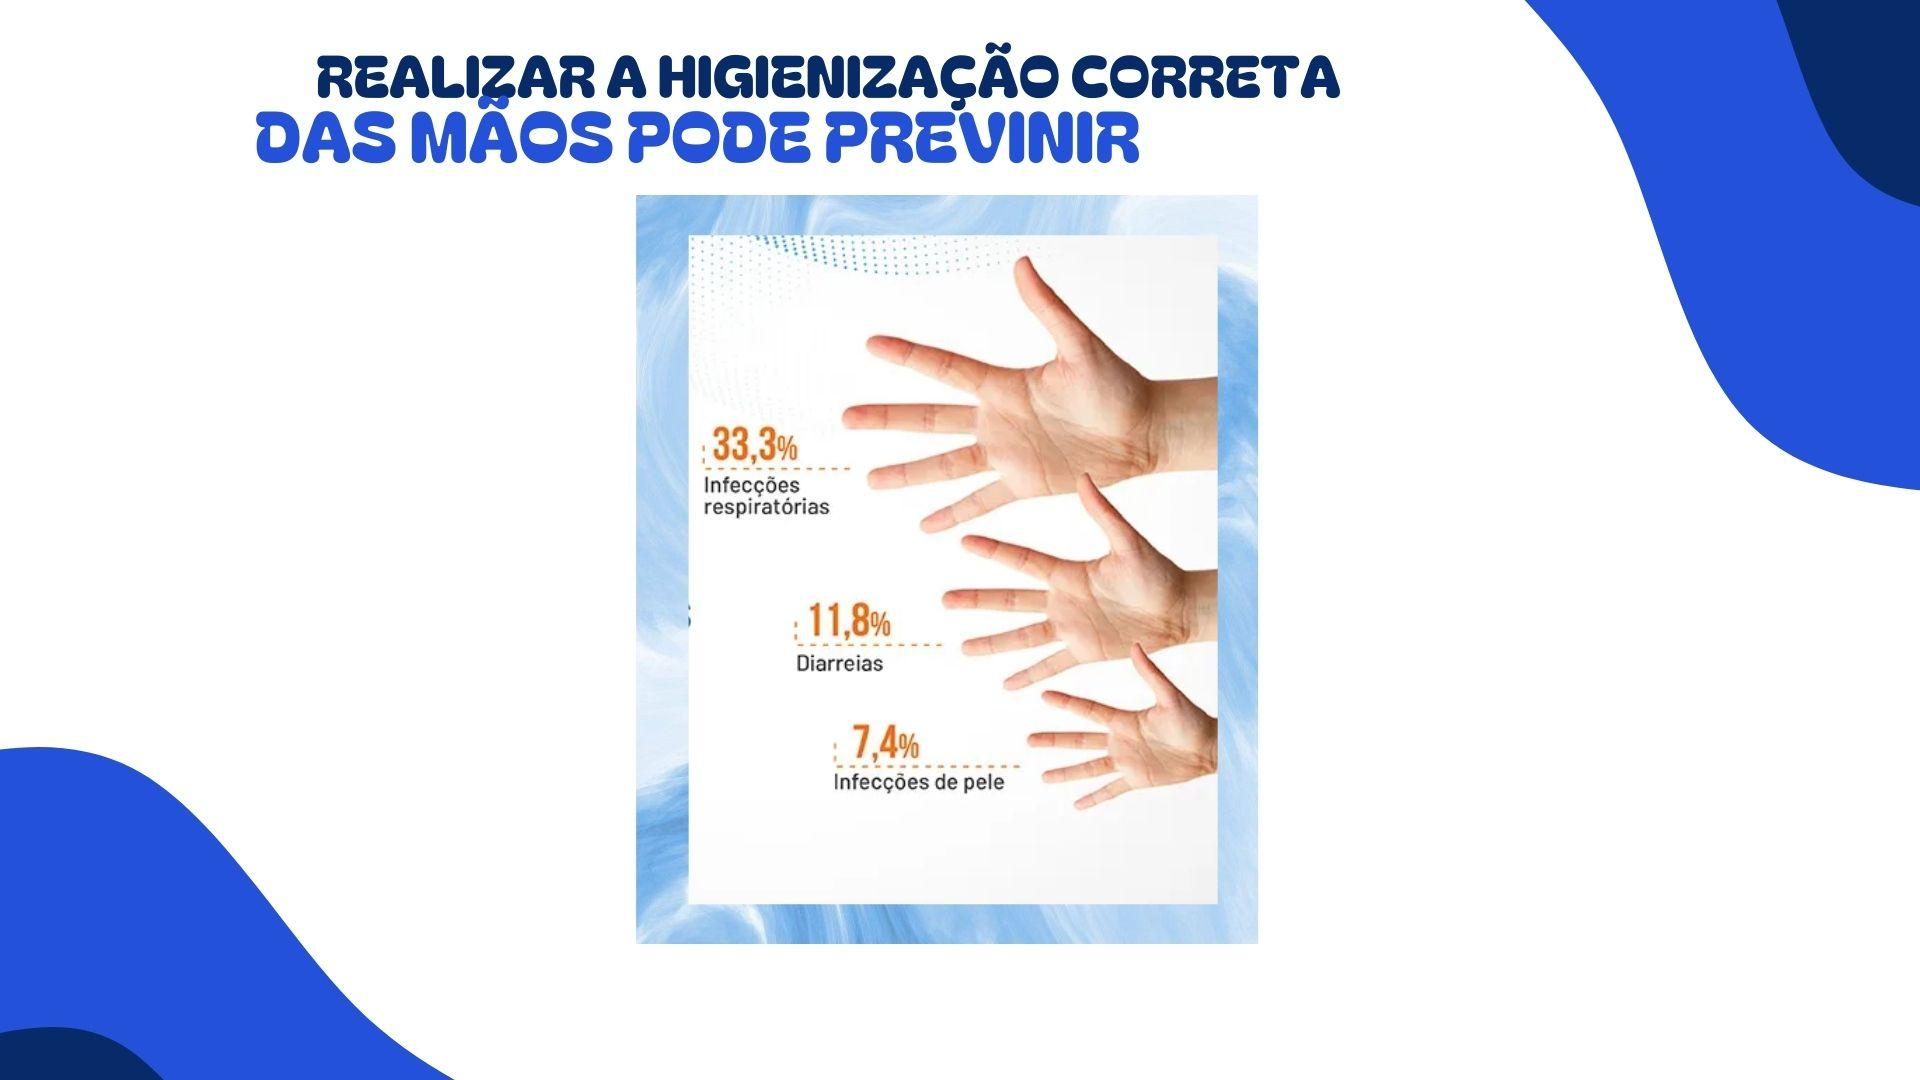 REALIZAR A HIGIENIZAÇÃO CORRETA
DAS MÃOS PODE PREVINIR
33,3%
Infecções
respiratórias
11,8%
Diarreias
7,4%
Infecções de pele